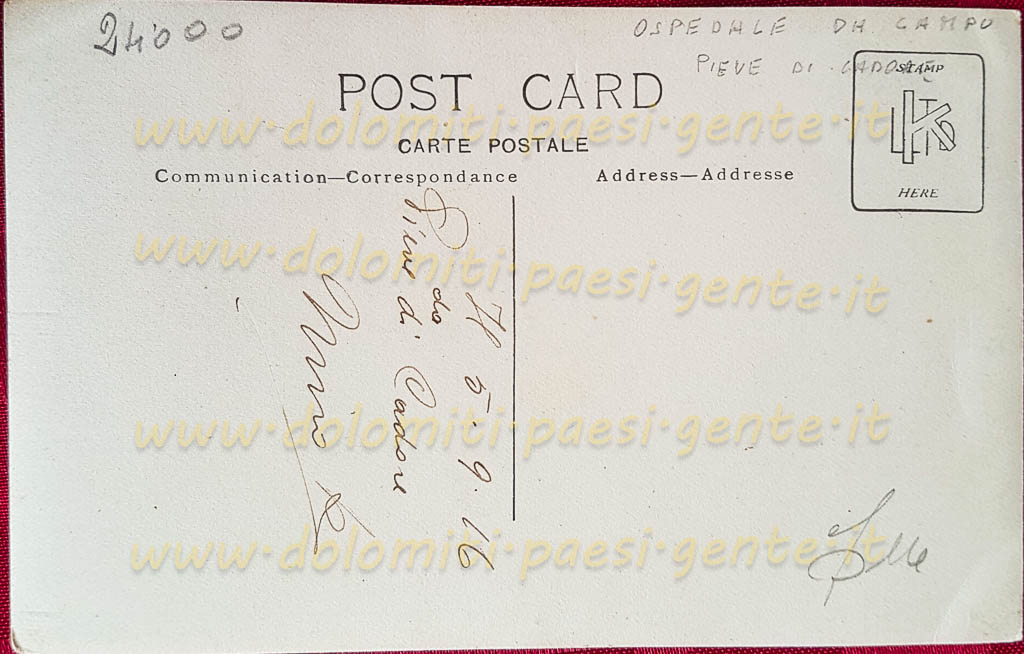 24000
OSPEDALE DA CAMPO
PIEVE DI CADORE
POST CARD
CARTE POSTALE
Communication—Correspondance
Address—Addresse
STAMP
HERE
5.9.16
da
Pieve di Cadore
www.dolomiti.paesi.gente.it
www.dolomiti.paesi.gente.it
www.dolomiti.paesi.gente.it
www.dolomiti.paesi.gente.it